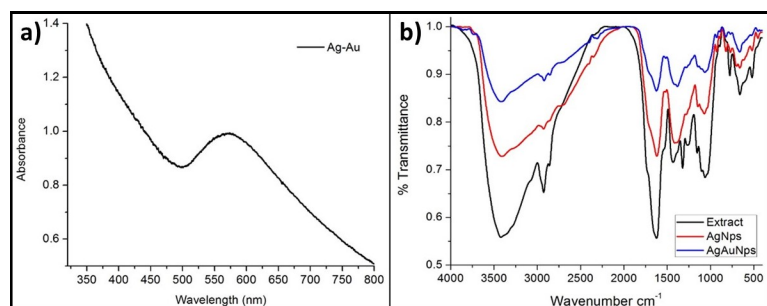 a)
Ag-Au
Absorbance
1.4
1.2
1.0
0.8
0.6
350 400 450 500 550 600 650 700 750 800
Wavelength (nm)
b)
% Transmittance
1.0
0.9
0.8
0.7
0.6
0.5
Extract
AgNps
AgAuNps
4000 3500 3000 2500 2000 1500 1000 500
Wavenumber cm-1